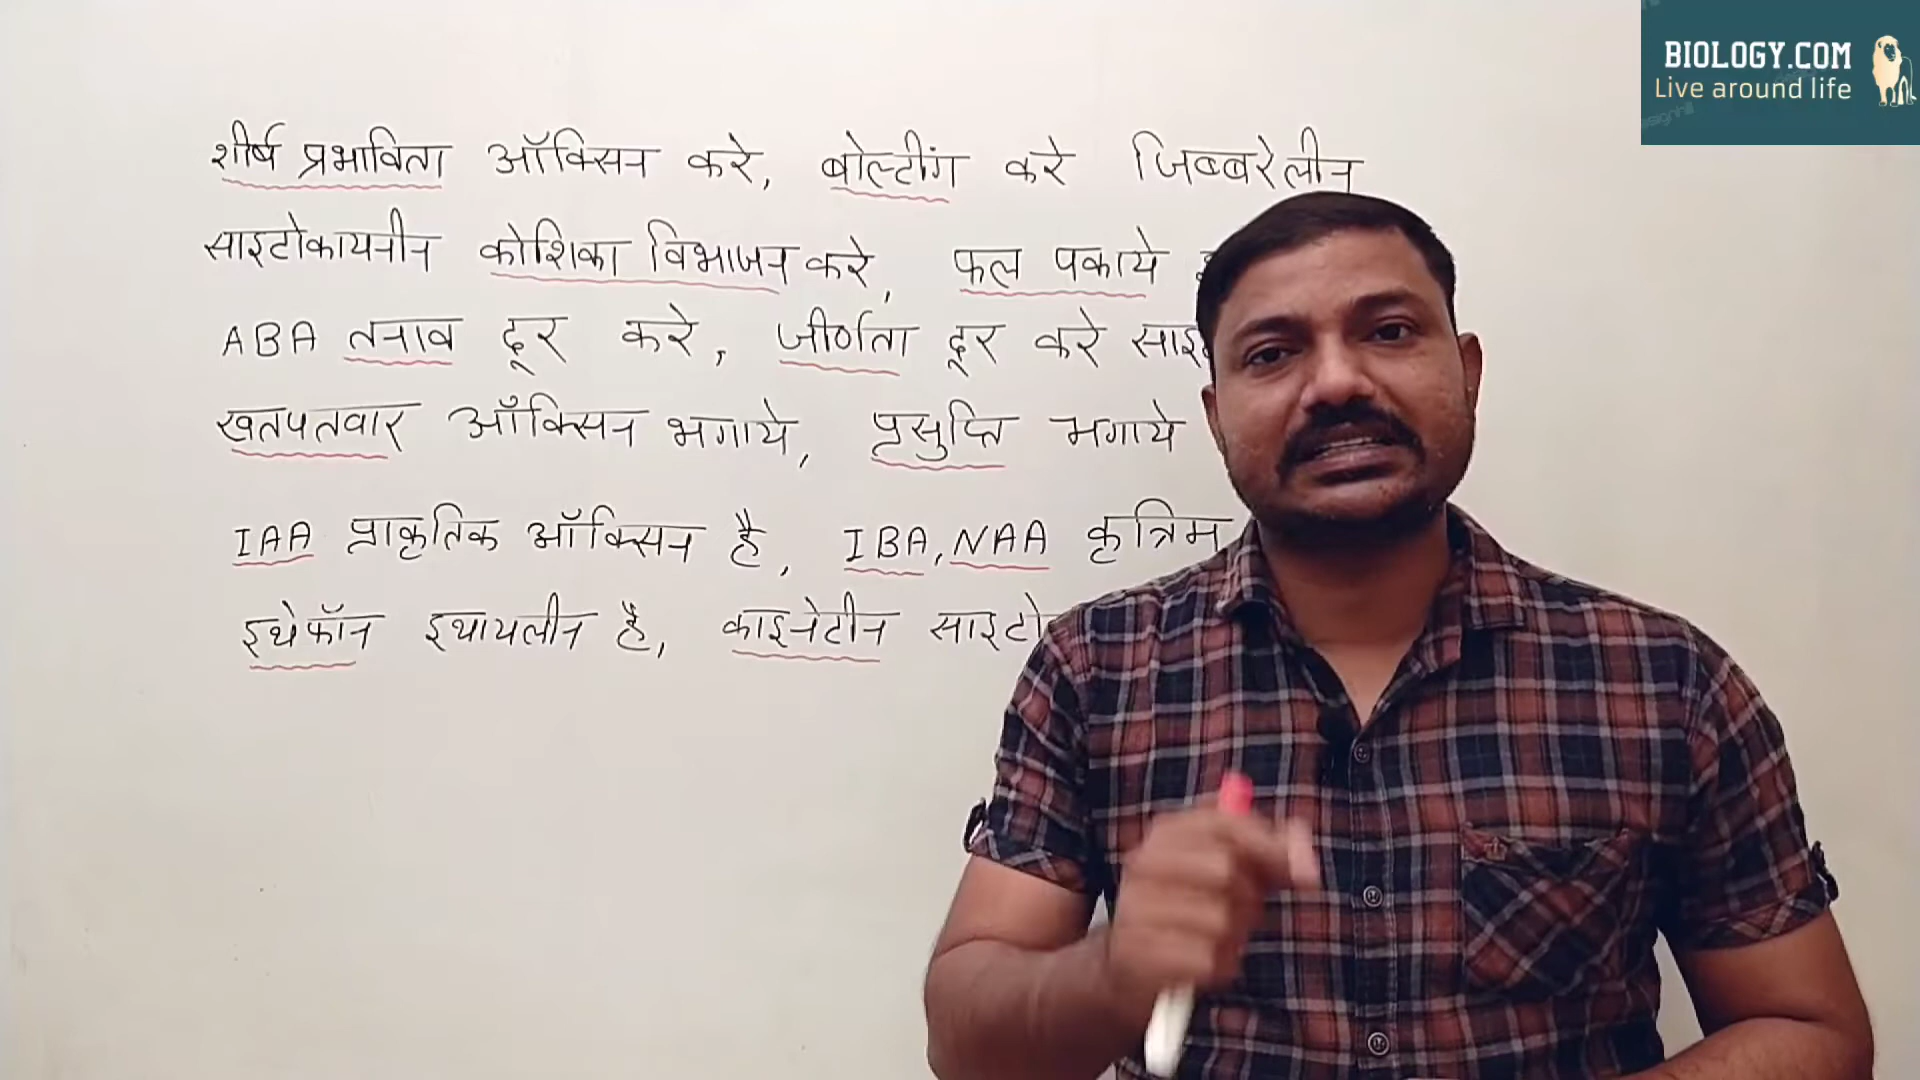 BIOLOGY.COM
Live around life
शीर्ष प्रभाविता ऑक्सिन करे, बोल्टींग करे जिब्बरेलीन
साइटोकायनीन कोशिका विभाजन करे, फल पकाये
ABA तनाव दूर करे, जीर्णता दूर करे
खतपतवार ऑक्सिन भगाये, प्रसुप्ति भगाये
IAA प्राकृतिक ऑक्सिन है, IBA, NAA कृत्रिम
इथेफॉन इथायलीन है, काइनेटीन